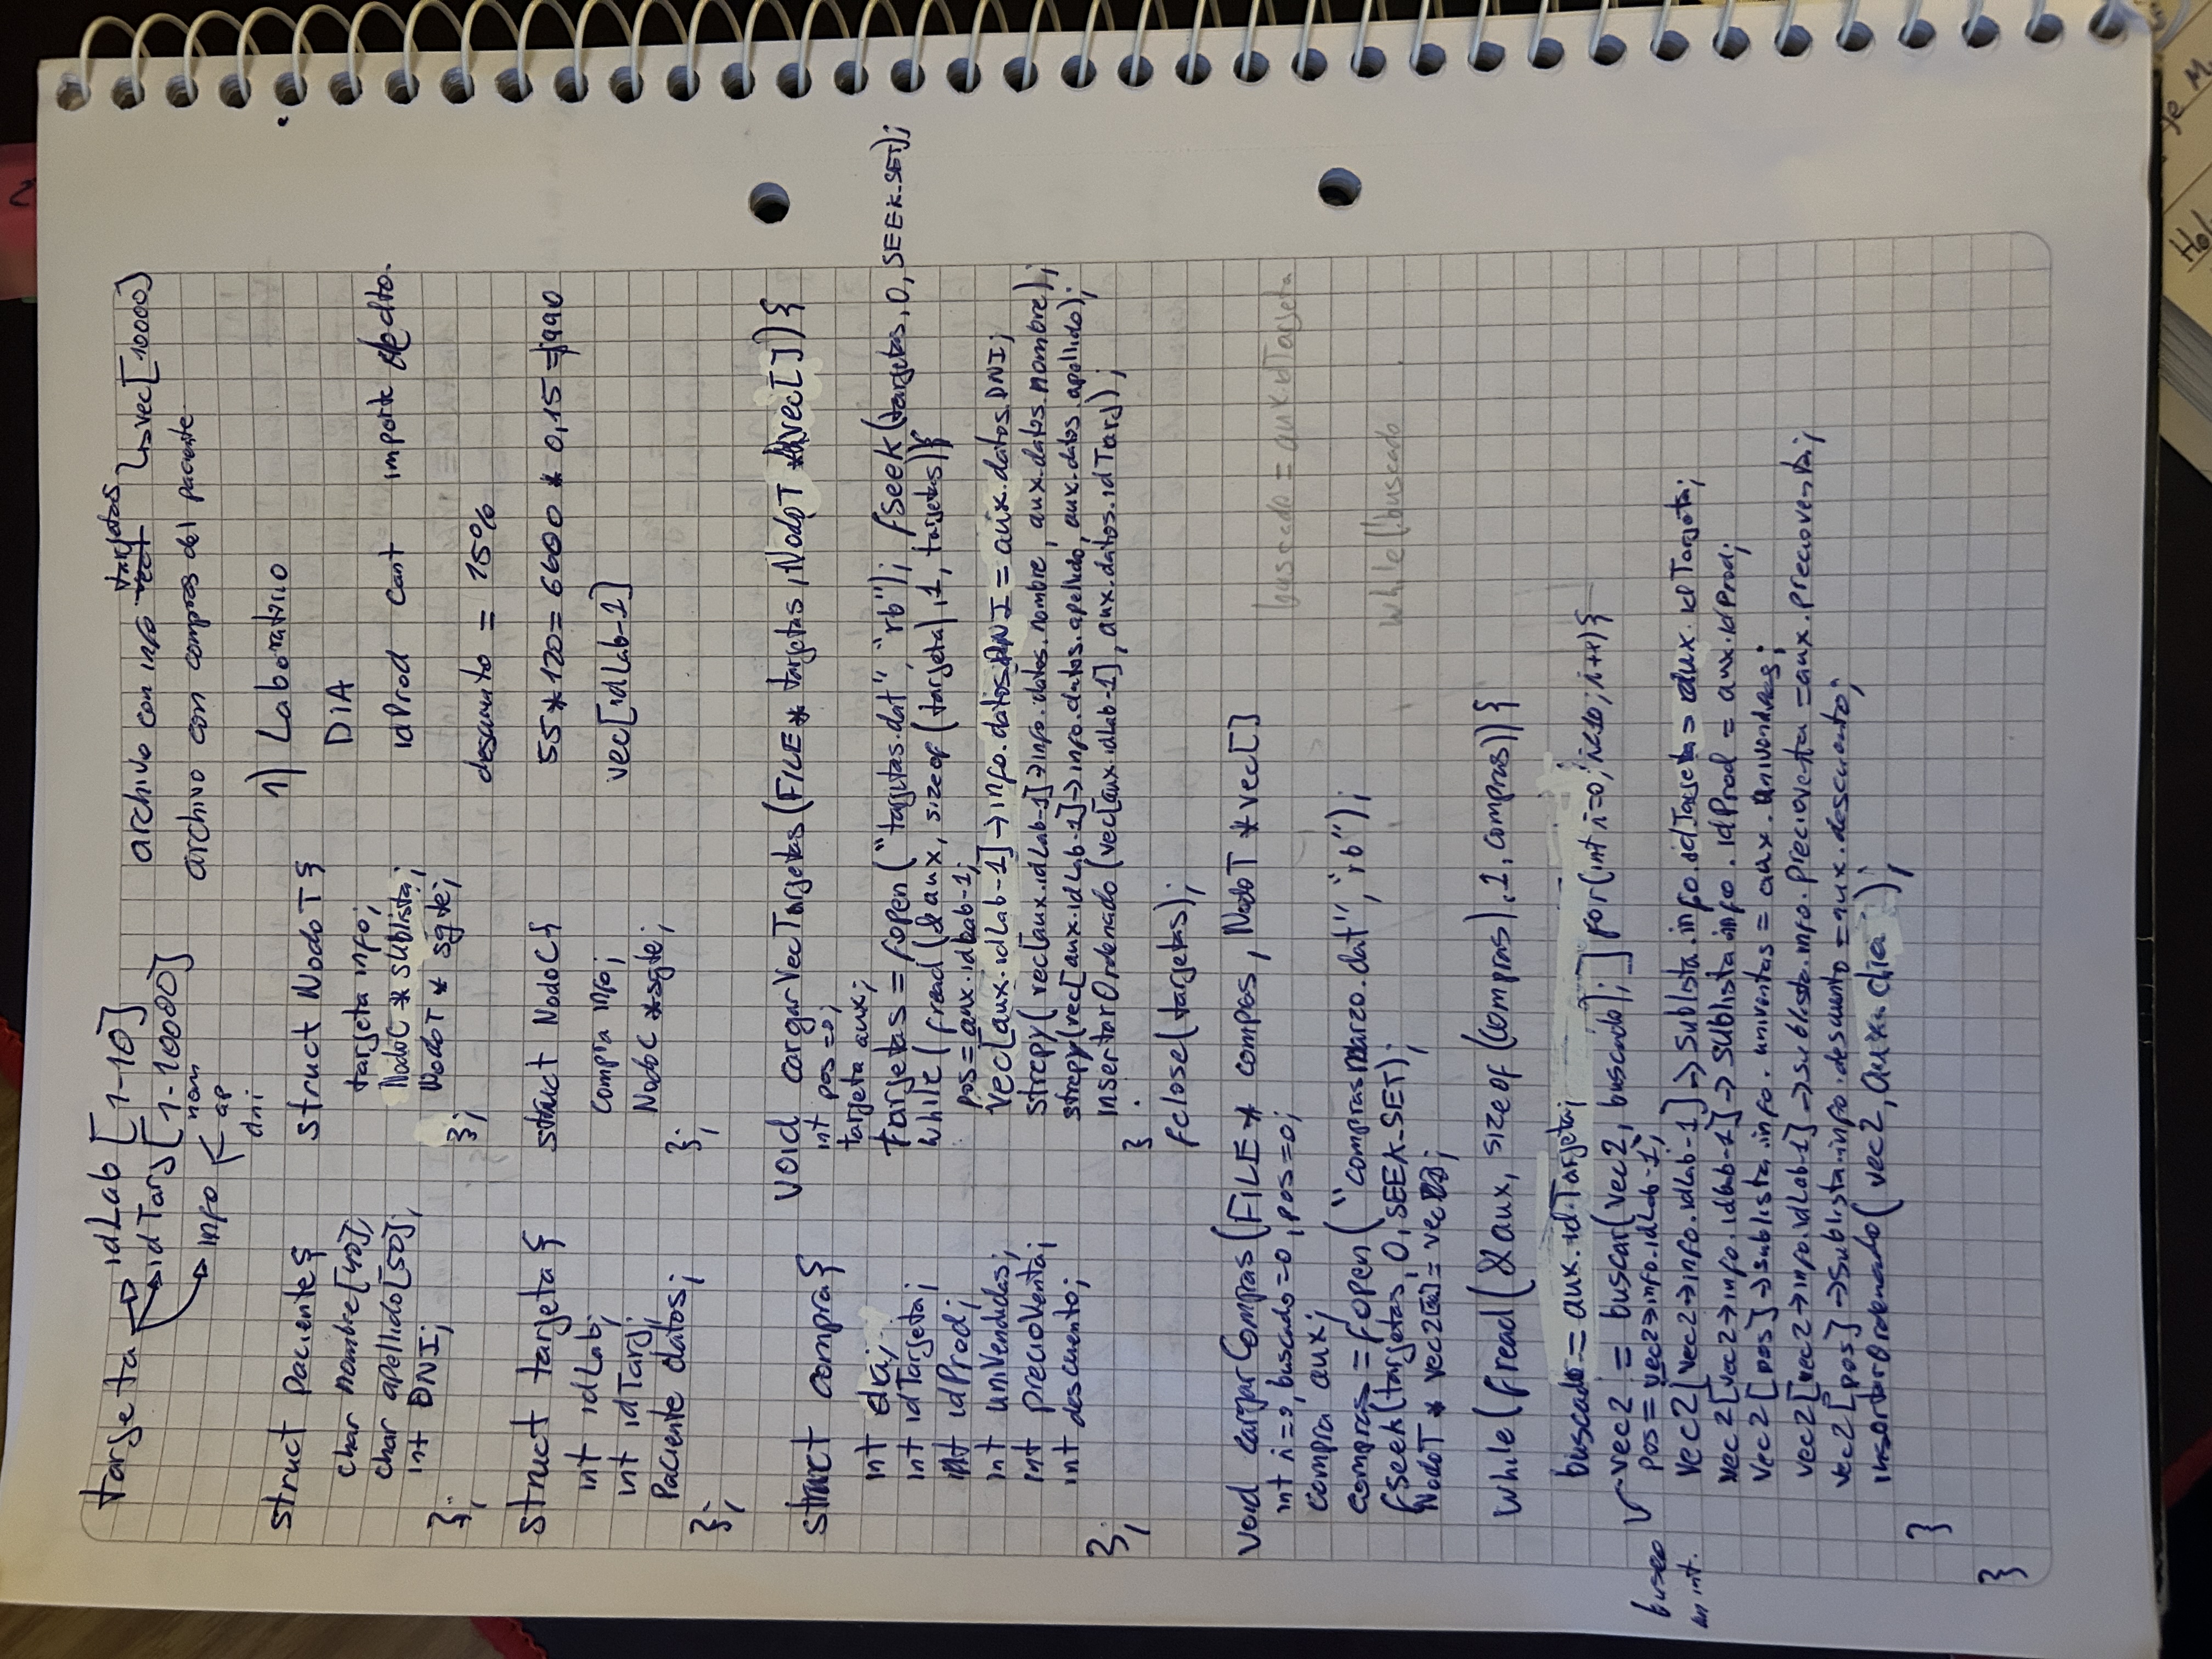 targeta idLab [1-10]
idTarj [1-10000]
info nom
ap
dni
archivo con info targetas ↳ vec[10000]
archivo con compras del paciente
1) Laboratorio
DIA
idProd cant importe dcto.
descuento = 15%
55*120= 6600 * 0,15 = 990
vec[idLab-1]
struct paciente{
char nombre[40];
char apellido[50];
int DNI;
};
struct NodoT{
targeta info;
NodoC * sublista;
NodoT * sgte;
};
struct tarjeta{
int idLab;
int idTarj;
Paciente datos;
};
struct NodoC{
compra info;
NodoC *sgte;
};
struct compra{
int dia;
int idTarjeta;
int idProd;
int univendidas;
int precioVenta;
int descuento;
};
void cargarVecTarjetas(FILE* tarjetas, NodoT *vec[]){
int pos=0;
tarjeta aux;
tarjetas = fopen("tarjetas.dat", "rb"); fseek(tarjetas, 0, SEEK_SET);
while( fread(&aux, sizeof(tarjeta),1, tarjetas)){
pos = aux.idLab-1;
vec[aux.idLab-1]→info.datos.DNI = aux.datos.DNI;
strcpy( vec[aux.idLab-1]→info.datos.nombre, aux.datos.nombre);
strcpy(vec[aux.idLab-1]→info.datos.apellido, aux.datos.apellido);
insertarOrdenado (vec[aux.idLab-1], aux.datos.idTarj);
}
fclose(tarjetas);
void cargarCompras(FILE* compras, NodoT *vec[]
int i=0, buscado=0, pos=0;
compra aux;
compras = fopen("comprasmarzo.dat", "rb");
fseek(tarjetas, 0, SEEK_SET);
NodoT * vec2[] = vec[];
buscado = aux.idTarjeta
while(!buscado
while(fread(&aux, sizeof(compras),1,compras)){
buscado = aux.idTarjeta;
vec2 = buscar(vec2, buscado); ] for(int i=0; i<10; i++){
busco
un int.
pos = vec2→info.idLab-1;
vec2[vec2→info.idLab-1]→sublista.info.idTarjeta = aux.idTarjeta;
vec2[vec2→info.idLab-1]→sublista.info.idProd = aux.idProd;
vec2[pos]→sublista.info.univentas = aux.univendidas;
vec2[vec2→info.idLab-1]→sublista.info.precioventa = aux.precioventa;
vec2[pos]→sublista.info.descuento = aux.descuento;
insertarOrdenado( vec2, aux.dia );
}
}